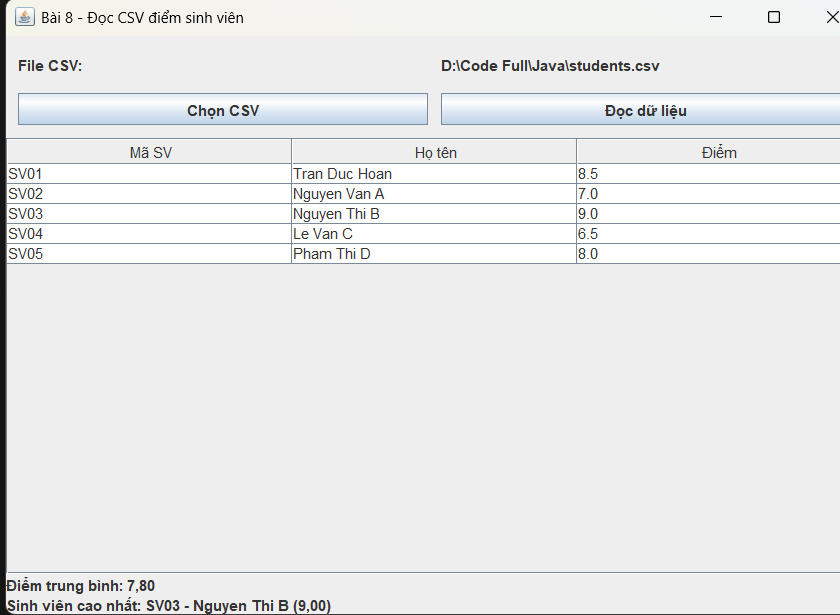 Bài 8 - Đọc CSV điểm sinh viên
File CSV: D:\Code Full\Java\students.csv
Chọn CSV Đọc dữ liệu
Mã SV Họ tên Điểm
SV01 Tran Duc Hoan 8.5
SV02 Nguyen Van A 7.0
SV03 Nguyen Thi B 9.0
SV04 Le Van C 6.5
SV05 Pham Thi D 8.0
Điểm trung bình: 7,80
Sinh viên cao nhất: SV03 - Nguyen Thi B (9,00)